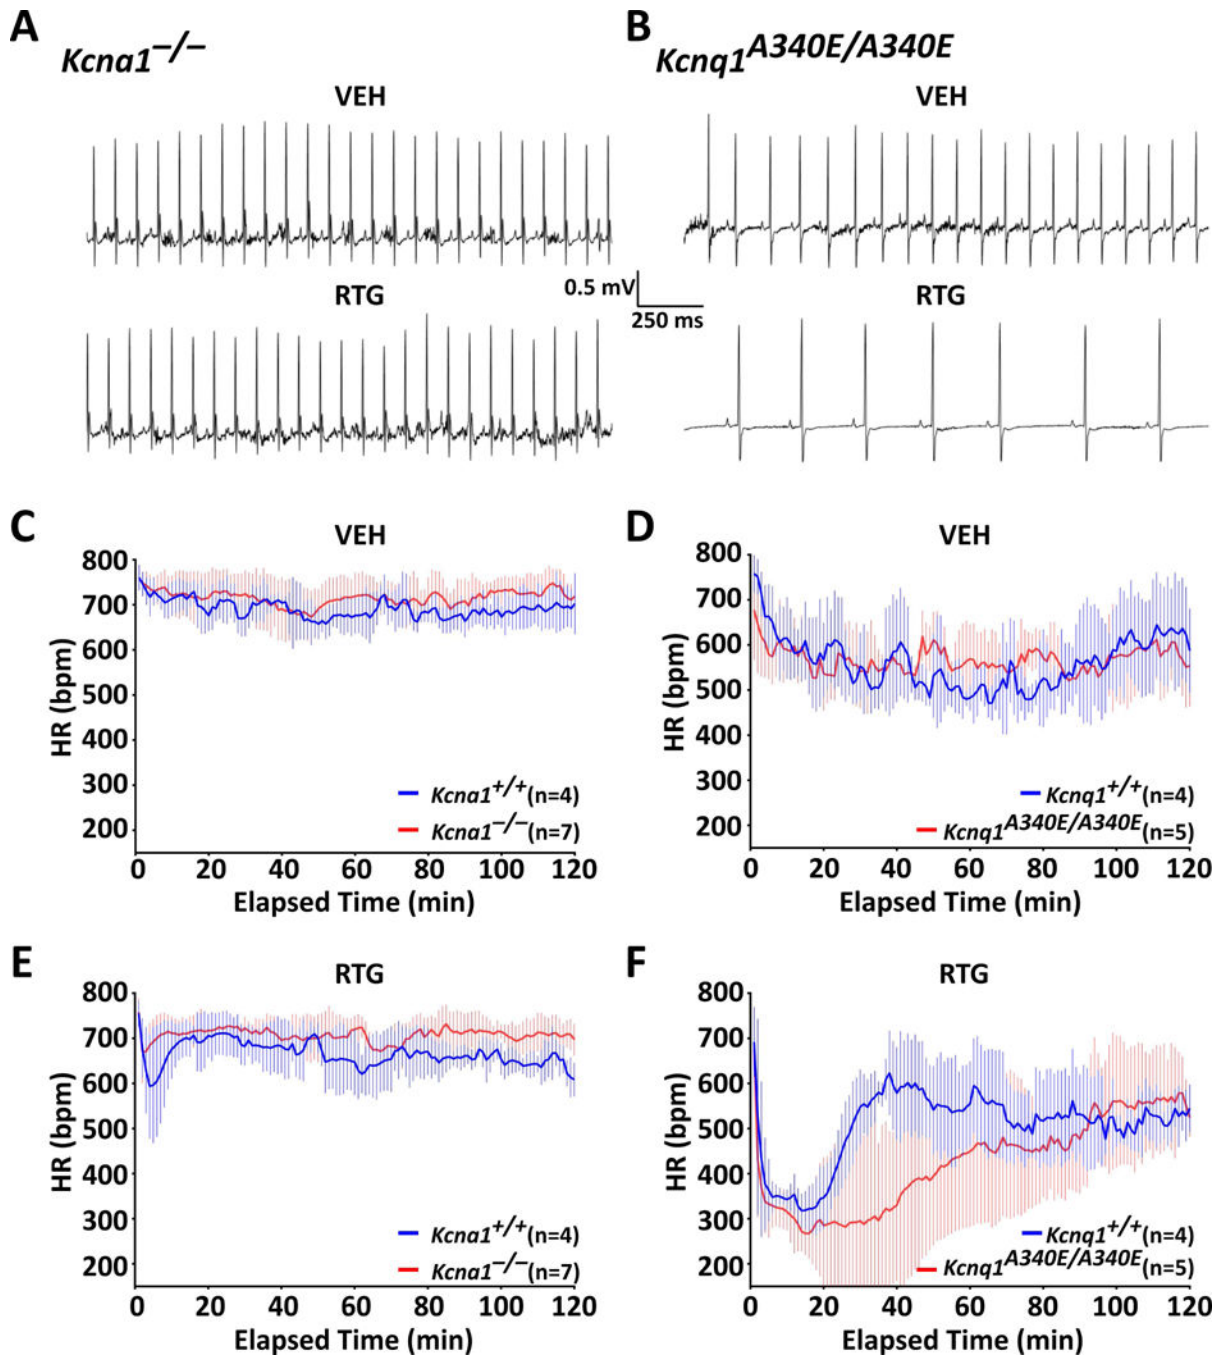 A
Kcna1–/–
VEH
RTG
B
Kcnq1A340E/A340E
VEH
RTG
0.5 mV
250 ms
C
VEH
HR (bpm)
800
700
600
500
400
300
200
Kcna1+/+ (n=4)
Kcna1–/– (n=7)
0 20 40 60 80 100 120
Elapsed Time (min)
D
VEH
HR (bpm)
800
700
600
500
400
300
200
Kcnq1+/+ (n=4)
Kcnq1A340E/A340E (n=5)
0 20 40 60 80 100 120
Elapsed Time (min)
E
RTG
HR (bpm)
800
700
600
500
400
300
200
Kcna1+/+ (n=4)
Kcna1–/– (n=7)
0 20 40 60 80 100 120
Elapsed Time (min)
F
RTG
HR (bpm)
800
700
600
500
400
300
200
Kcnq1+/+ (n=4)
Kcnq1A340E/A340E (n=5)
0 20 40 60 80 100 120
Elapsed Time (min)